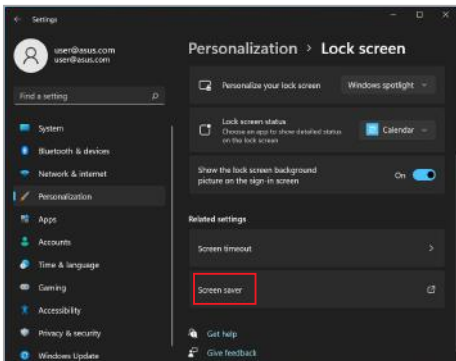 Settings
user@asus.com
user@asus.com
Find a setting
System
Bluetooth & devices
Network & internet
Personalization
Apps
Accounts
Time & language
Gaming
Accessibility
Privacy & security
Windows Update
Personalization > Lock screen
Personalize your lock screen
Windows spotlight
Lock screen status
Choose an app to show detailed status
on the lock screen
Calendar
Show the lock screen background
picture on the sign-in screen
On
Related settings
Screen timeout
Screen saver
Get help
Give feedback